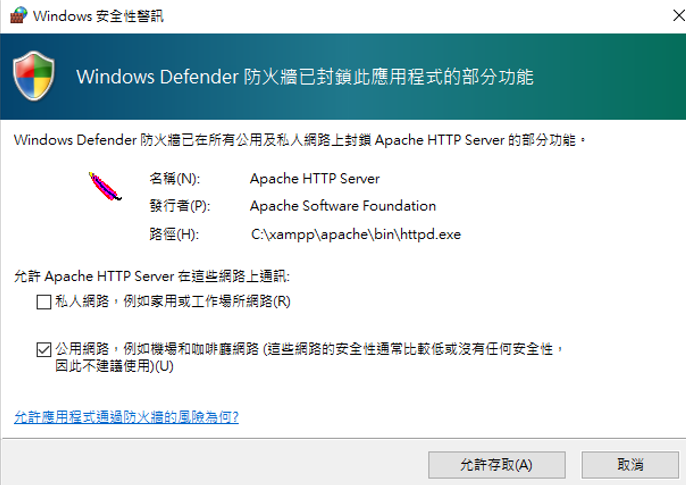 Windows 安全性警訊
Windows Defender 防火牆已封鎖此應用程式的部分功能
Windows Defender 防火牆已在所有公用及私人網路上封鎖 Apache HTTP Server 的部分功能。
名稱(N): Apache HTTP Server
發行者(P): Apache Software Foundation
路徑(H): C:\xampp\apache\bin\httpd.exe
允許 Apache HTTP Server 在這些網路上通訊:
私人網路，例如家用或工作場所網路(R)
公用網路，例如機場和咖啡廳網路 (這些網路的安全性通常比較低或沒有任何安全性，
因此不建議使用)(U)
允許應用程式通過防火牆的風險為何?
允許存取(A) 取消